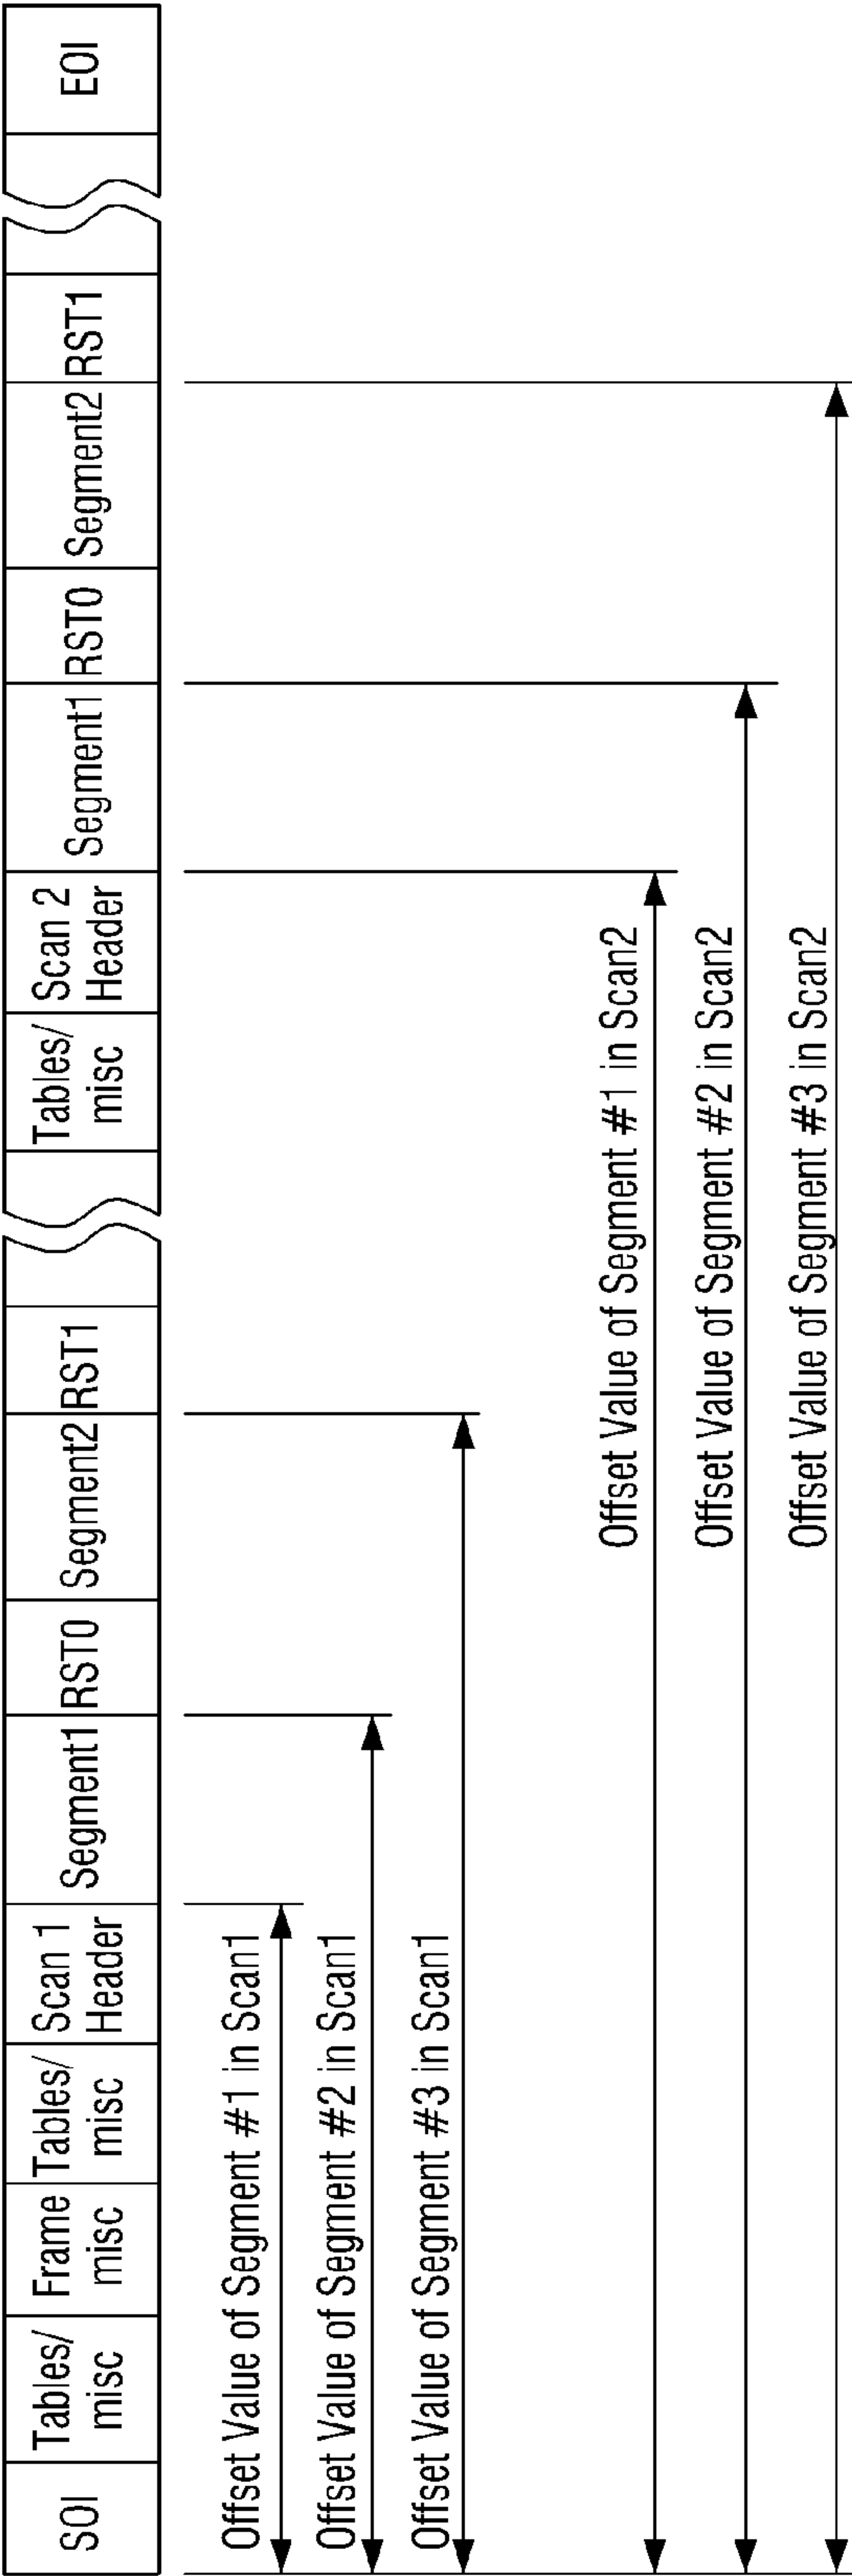 SOI
Tables/
misc
Frame
misc
Tables/
misc
Scan 1
Header
Segment1
RST0
Segment2
RST1
Tables/
misc
Scan 2
Header
Segment1
RST0
Segment2
RST1
EOI
Offset Value of Segment #1 in Scan1
Offset Value of Segment #2 in Scan1
Offset Value of Segment #3 in Scan1
Offset Value of Segment #1 in Scan2
Offset Value of Segment #2 in Scan2
Offset Value of Segment #3 in Scan2